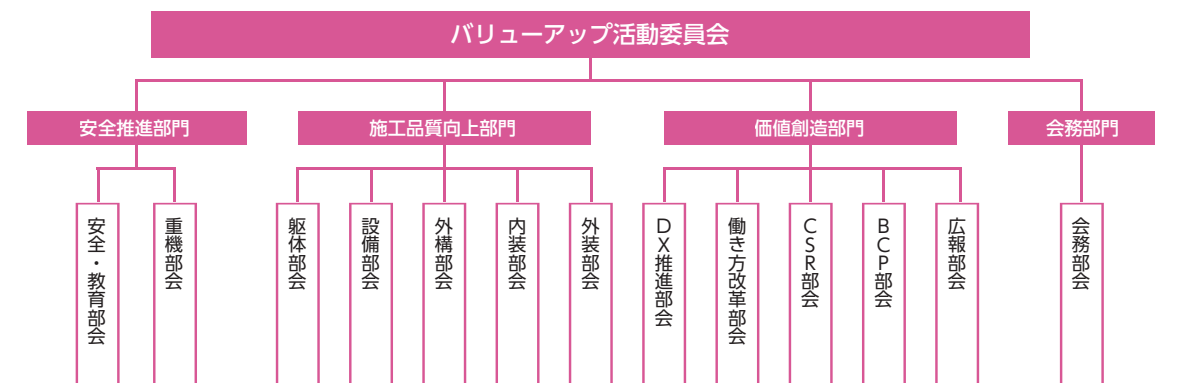 バリューアップ活動委員会
安全推進部門
施工品質向上部門
価値創造部門
会務部門
安全・教育部会
重機部会
躯体部会
設備部会
外構部会
内装部会
外装部会
DX推進部会
働き方改革部会
CSR部会
BCP部会
広報部会
会務部会